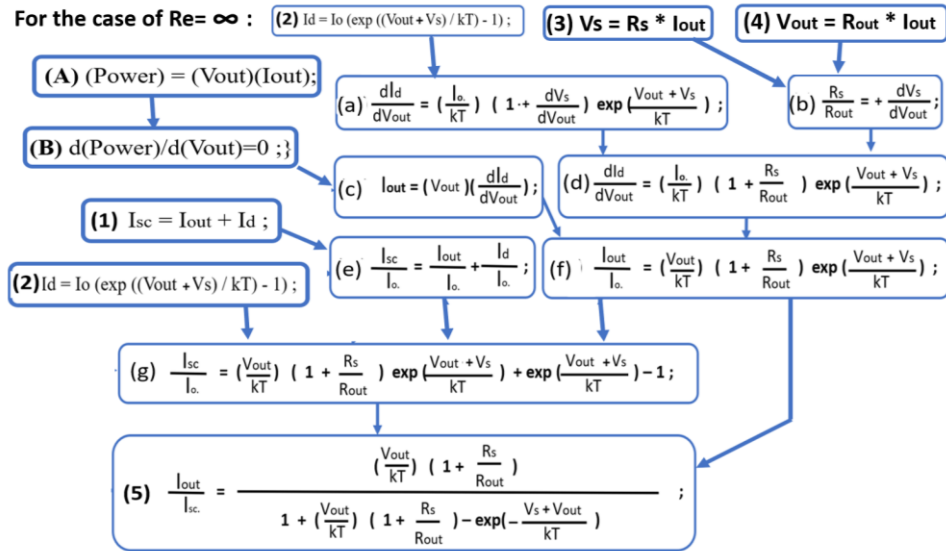 For the case of Re= ∞ :
(2) Id = Io (exp ((Vout +Vs) / kT) - 1) ;
(3) Vs = Rs * Iout
(4) Vout = Rout * Iout
(A) (Power) = (Vout)(Iout);
(a) dId/dVout = (Io./kT) ( 1 + dVs/dVout ) exp(Vout + Vs/kT) ;
(b) Rs/Rout = + dVs/dVout ;
(B) d(Power)/d(Vout)=0 ;}
(c) Iout = (Vout )(dId/dVout) ;
(d) dId/dVout = (Io./kT) ( 1 + Rs/Rout ) exp(Vout + Vs/kT) ;
(1) Isc = Iout + Id ;
(e) Isc/Io. = Iout/Io. + Id/Io. ;
(f) Iout/Io. = (Vout/kT) ( 1 + Rs/Rout ) exp(Vout + Vs/kT) ;
(2) Id = Io (exp ((Vout +Vs) / kT) - 1) ;
(g) Isc/Io. = (Vout/kT) ( 1 + Rs/Rout ) exp(Vout +Vs/kT) + exp(Vout +Vs/kT) – 1 ;
(5) Iout/Isc. = (Vout/kT) ( 1 + Rs/Rout ) / 1 + (Vout/kT) ( 1 + Rs/Rout ) – exp(– Vs + Vout/kT) ;